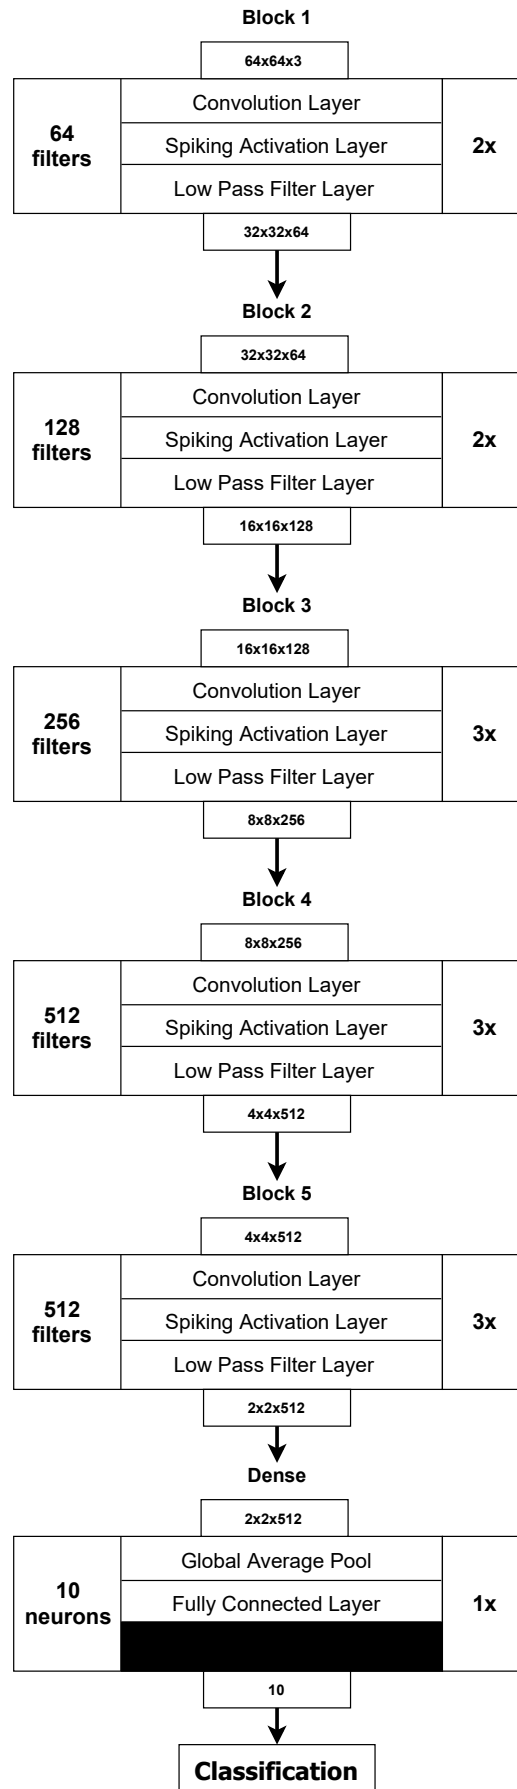 Block 1
64x64x3
64
filters
Convolution Layer
Spiking Activation Layer
Low Pass Filter Layer
2x
32x32x64
Block 2
32x32x64
128
filters
Convolution Layer
Spiking Activation Layer
Low Pass Filter Layer
2x
16x16x128
Block 3
16x16x128
256
filters
Convolution Layer
Spiking Activation Layer
Low Pass Filter Layer
3x
8x8x256
Block 4
8x8x256
512
filters
Convolution Layer
Spiking Activation Layer
Low Pass Filter Layer
3x
4x4x512
Block 5
4x4x512
512
filters
Convolution Layer
Spiking Activation Layer
Low Pass Filter Layer
3x
2x2x512
Dense
2x2x512
10
neurons
Global Average Pool
Fully Connected Layer
1x
10
Classification